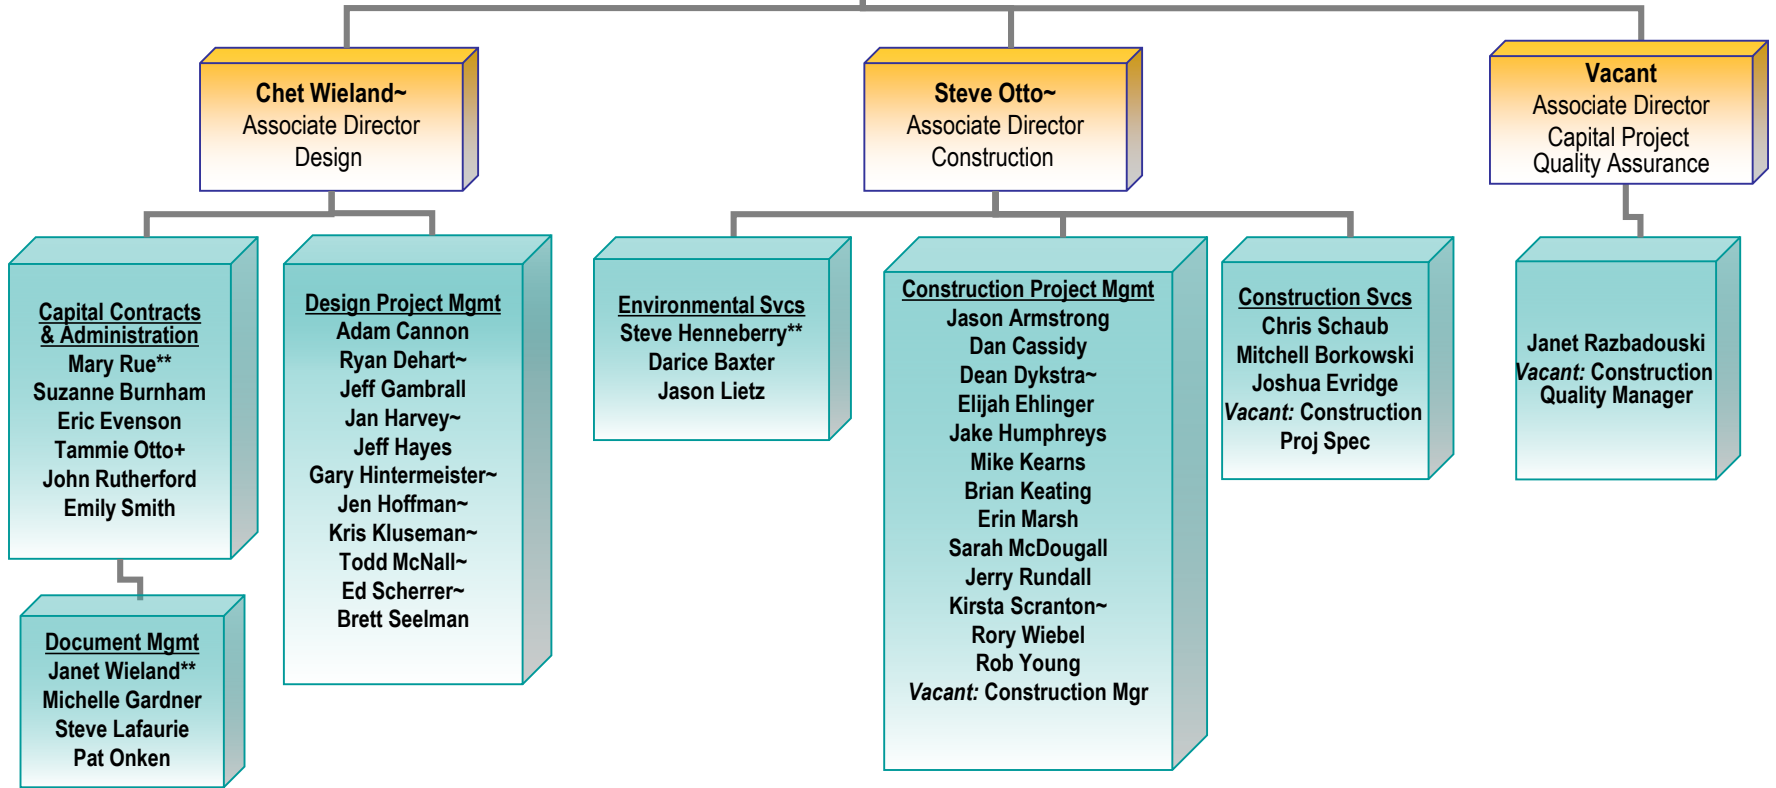 Chet Wieland~
Associate Director
Design
Steve Otto~
Associate Director
Construction
Vacant
Associate Director
Capital Project
Quality Assurance
Capital Contracts
& Administration
Mary Rue**
Suzanne Burnham
Eric Evenson
Tammie Otto+
John Rutherford
Emily Smith
Design Project Mgmt
Adam Cannon
Ryan Dehart~
Jeff Gambrall
Jan Harvey~
Jeff Hayes
Gary Hintermeister~
Jen Hoffman~
Kris Kluseman~
Todd McNall~
Ed Scherrer~
Brett Seelman
Environmental Svcs
Steve Henneberry**
Darice Baxter
Jason Lietz
Construction Project Mgmt
Jason Armstrong
Dan Cassidy
Dean Dykstra~
Elijah Ehlinger
Jake Humphreys
Mike Kearns
Brian Keating
Erin Marsh
Sarah McDougall
Jerry Rundall
Kirsta Scranton~
Rory Wiebel
Rob Young
Vacant: Construction Mgr
Construction Svcs
Chris Schaub
Mitchell Borkowski
Joshua Evridge
Vacant: Construction
Proj Spec
Janet Razbadouski
Vacant: Construction
Quality Manager
Document Mgmt
Janet Wieland**
Michelle Gardner
Steve Lafaurie
Pat Onken